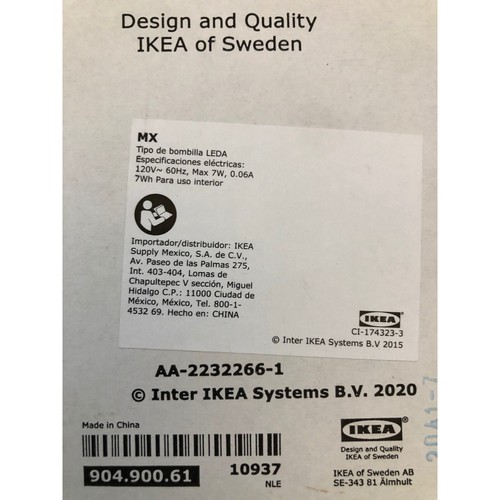 Design and Quality
IKEA of Sweden
MX
Tipo de bombilla LEDA
Especificaciones eléctricas:
120V~ 60Hz, Max 7W, 0.06A
7Wh Para uso interior
Importador/distribuidor: IKEA
Supply Mexico, S.A. de C.V.,
Av. Paseo de las Palmas 275,
Int. 403-404, Lomas de
Chapultepec V sección, Miguel
Hidalgo C.P.: 11000 Ciudad de
México, México, Tel. 01-800-1-
4532 69. Hecho en: CHINA
IKEA
CI-174323-3
© Inter IKEA Systems B.V 2015
AA-2232266-1
© Inter IKEA Systems B.V. 2020
Made in China
904.900.61
10937
NLE
IKEA
Design and Quality
IKEA of Sweden
IKEA of Sweden AB
SE-343 81 Älmhult